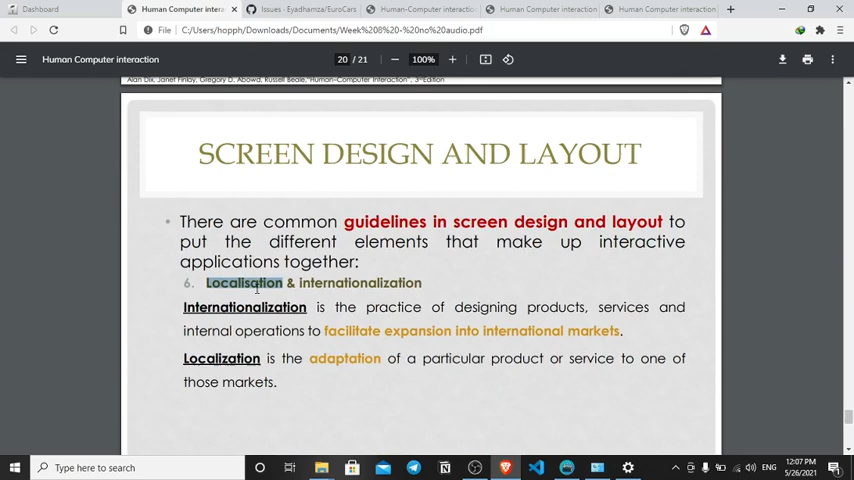 Dashboard
Human Computer interac
Issues · Eyadhamza/EuroCars
Human-Computer interaction
Human Computer interaction
Human Computer interaction
File
C:/Users/hopph/Downloads/Documents/Week%208%20-%20no%20audio.pdf
Human Computer interaction
20 / 21
100%
Alan Dix, Janet Finlay, Gregory D. Abowd, Russell Beale,"Human–Computer Interaction", 3rdEdition
SCREEN DESIGN AND LAYOUT
• There are common guidelines in screen design and layout to
put the different elements that make up interactive
applications together:
6. Localisation & internationalization
Internationalization is the practice of designing products, services and
internal operations to facilitate expansion into international markets.
Localization is the adaptation of a particular product or service to one of
those markets.
Type here to search
ENG
12:07 PM
5/26/2021